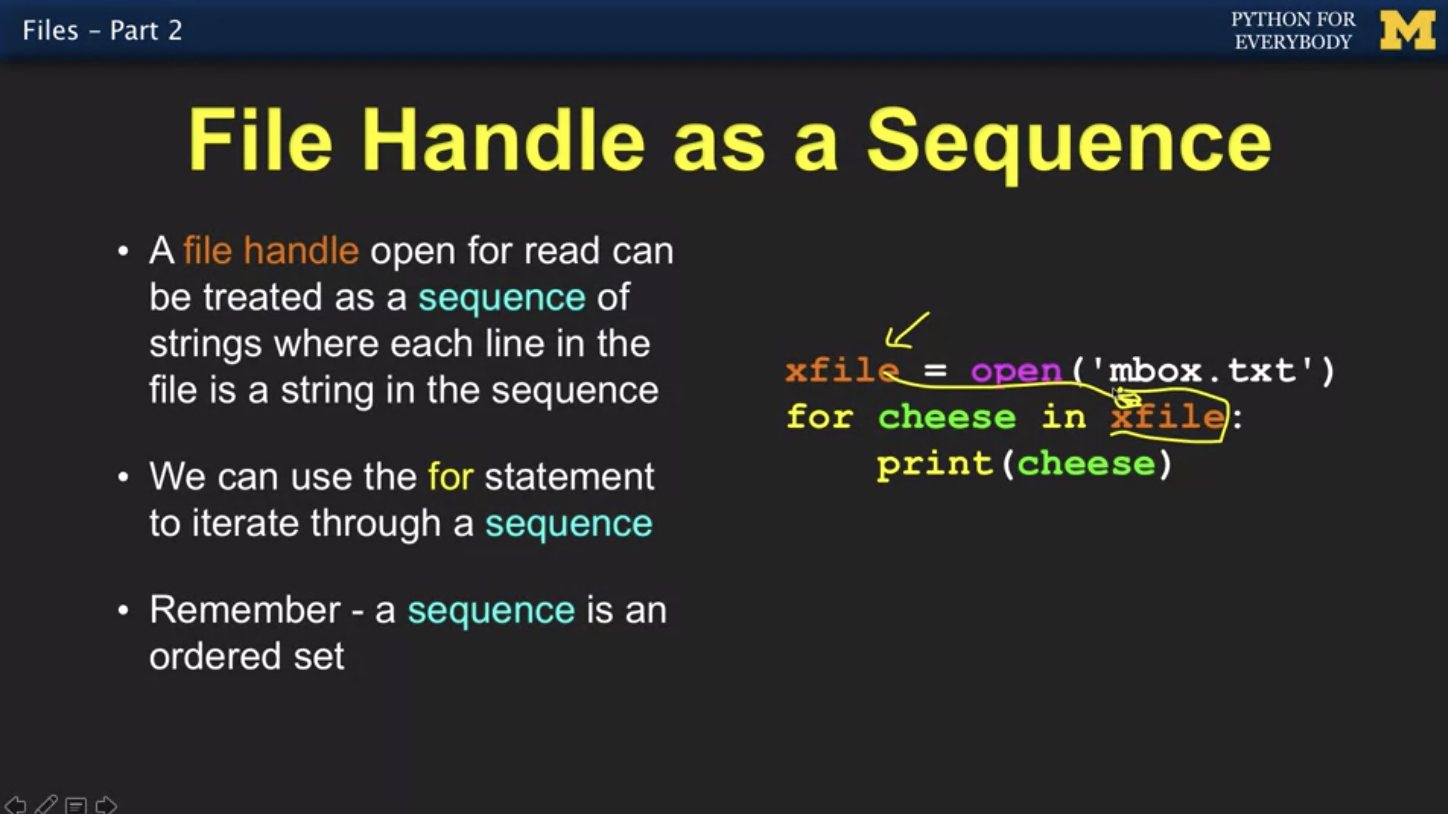 Files – Part 2
PYTHON FOR
EVERYBODY
M
File Handle as a Sequence
• A file handle open for read can
be treated as a sequence of
strings where each line in the
file is a string in the sequence
• We can use the for statement
to iterate through a sequence
• Remember - a sequence is an
ordered set
xfile = open('mbox.txt')
for cheese in xfile:
    print(cheese)